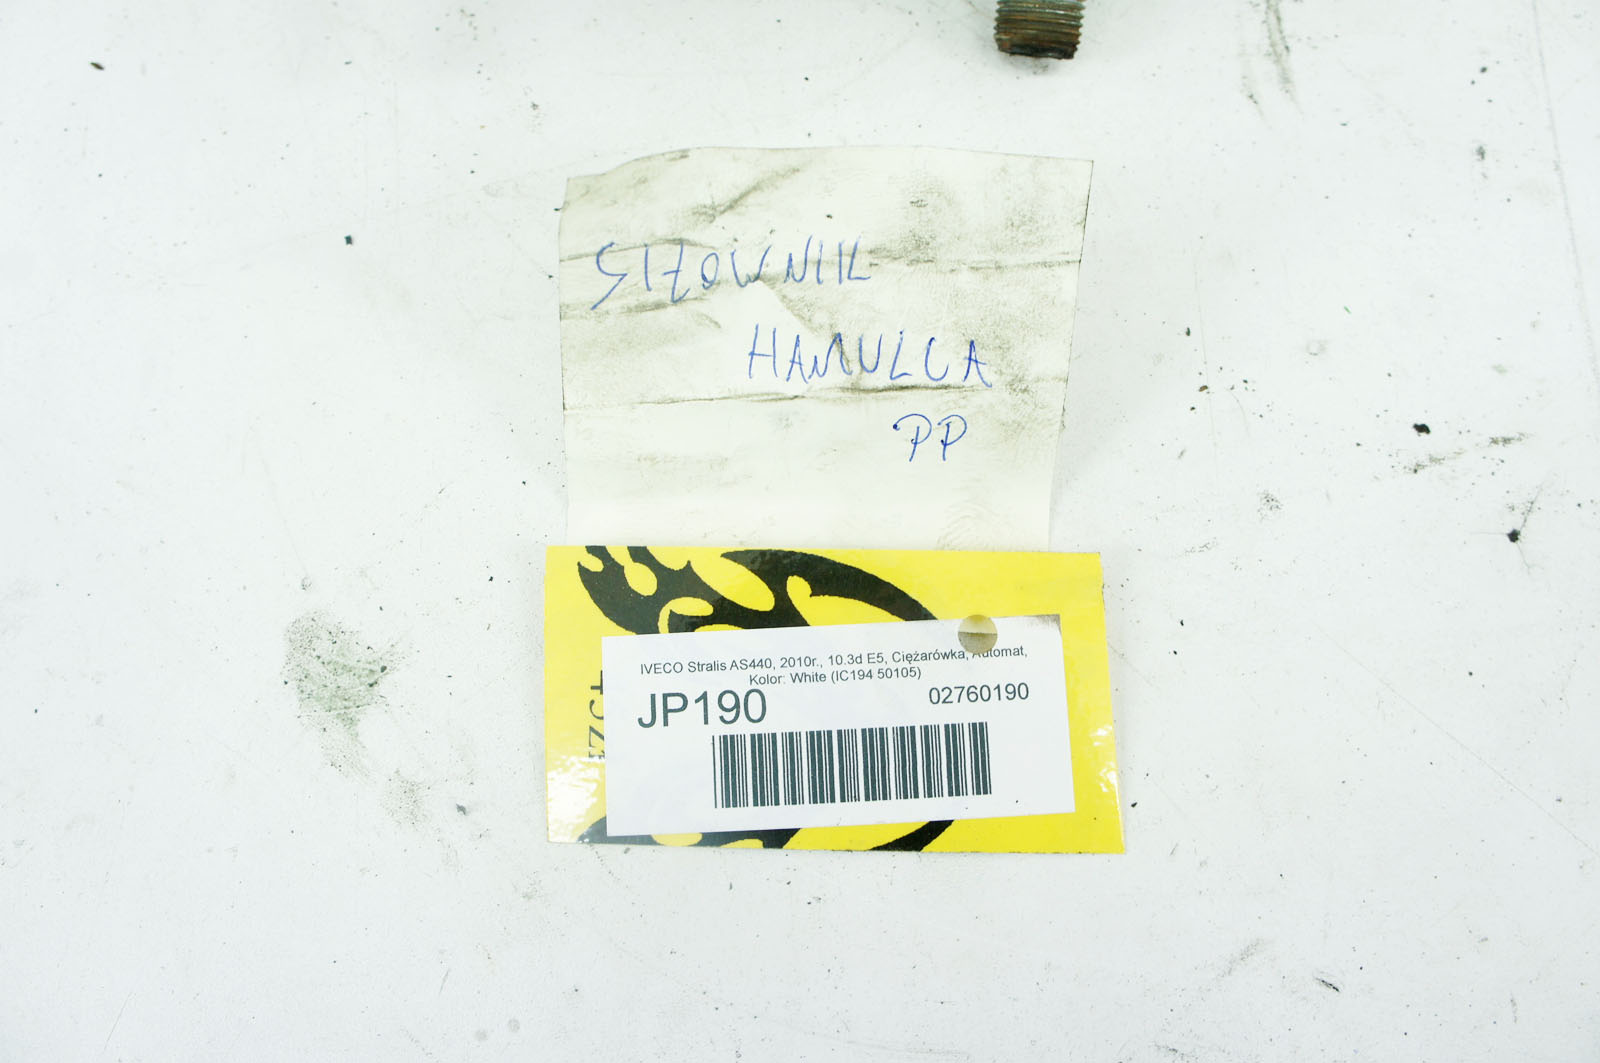 SIŁOWNIK
HAMULCA
PP
IVECO Stralis AS440, 2010r., 10.3d E5, Ciężarówka, Automat,
Kolor: White (IC194 50105)
JP190
02760190